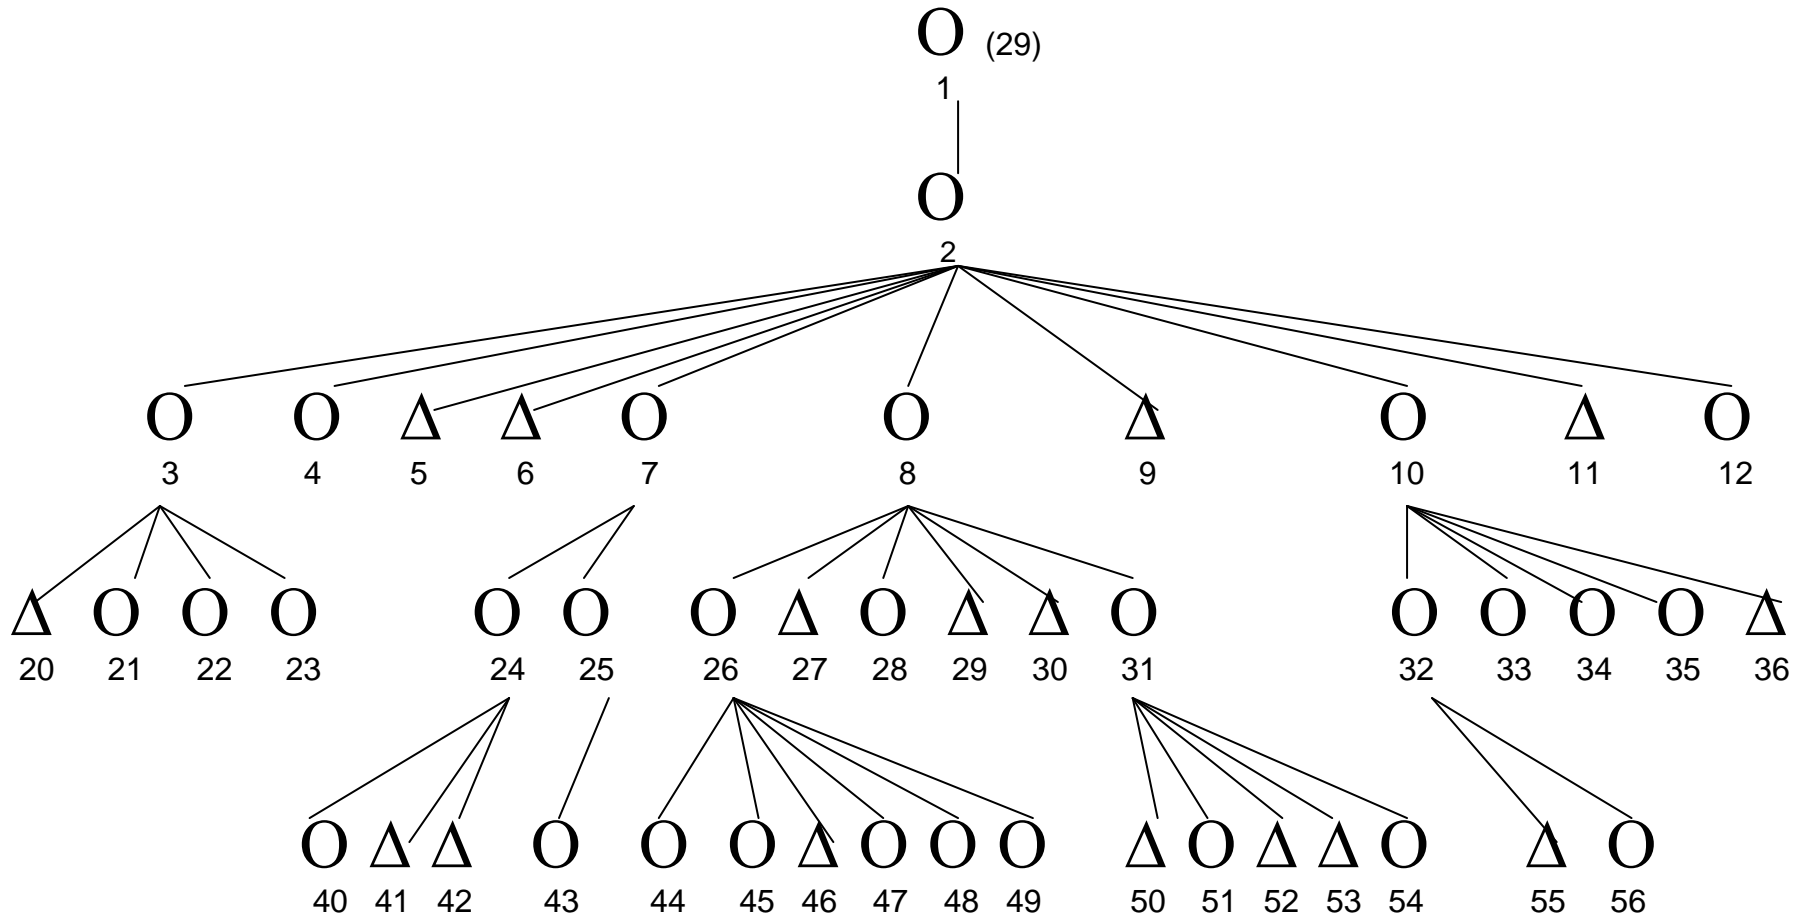 O (29)
1
O
2
O O Δ Δ O O Δ O Δ O
3 4 5 6 7 8 9 10 11 12
Δ O O O O O O Δ O Δ Δ O O O O O Δ
20 21 22 23 24 25 26 27 28 29 30 31 32 33 34 35 36
O Δ Δ O O O Δ O O O Δ O Δ Δ O Δ O
40 41 42 43 44 45 46 47 48 49 50 51 52 53 54 55 56